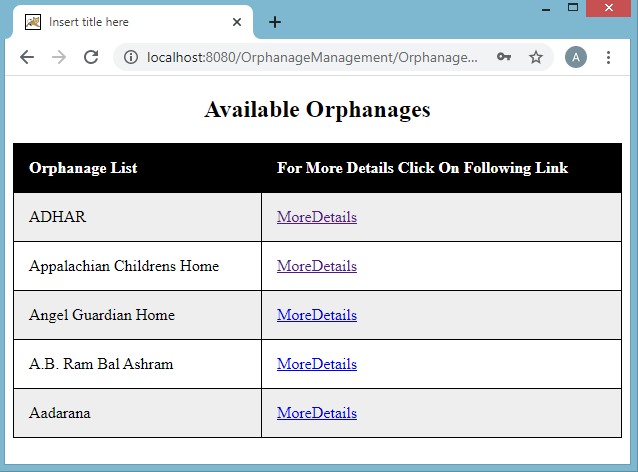 Insert title here
localhost:8080/OrphanageManagement/Orphanage...
A
Available Orphanages
Orphanage List For More Details Click On Following Link
ADHAR MoreDetails
Appalachian Childrens Home MoreDetails
Angel Guardian Home MoreDetails
A.B. Ram Bal Ashram MoreDetails
Aadarana MoreDetails